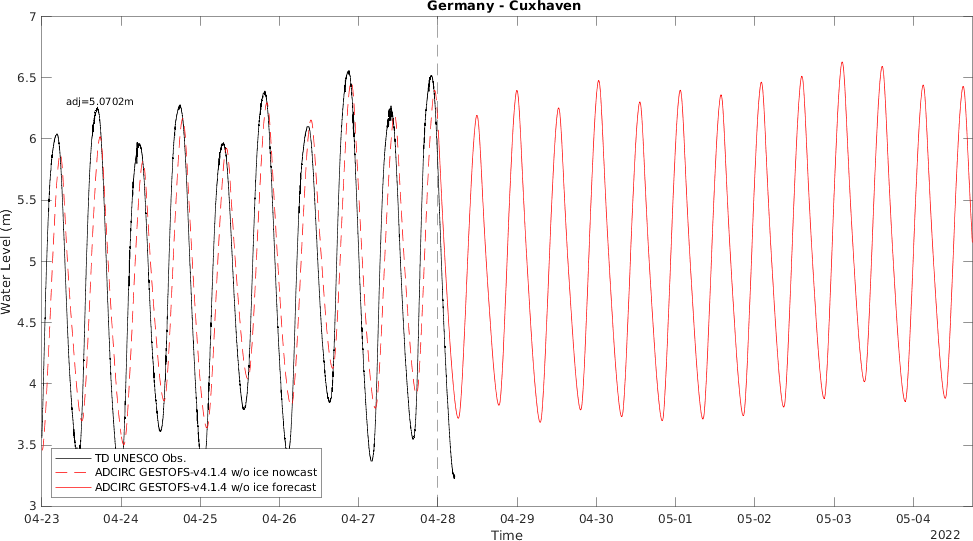 Germany - Cuxhaven
7
6.5
6
5.5
5
4.5
4
3.5
3
Water Level (m)
adj=5.0702m
TD UNESCO Obs.
ADCIRC GESTOFS-v4.1.4 w/o ice nowcast
ADCIRC GESTOFS-v4.1.4 w/o ice forecast
04-23 04-24 04-25 04-26 04-27 04-28 04-29 04-30 05-01 05-02 05-03 05-04
Time
2022